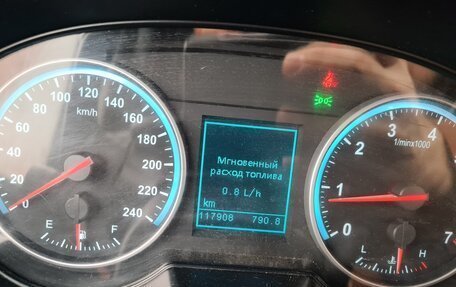 0 20 40 60 80 100 120 140 160 180 200 220 240
km/h
E F
Мгновенный
расход топлива
0.8 L/h
km
117908 790.8
0 1 2 3 4
1/minx1000
7
L H